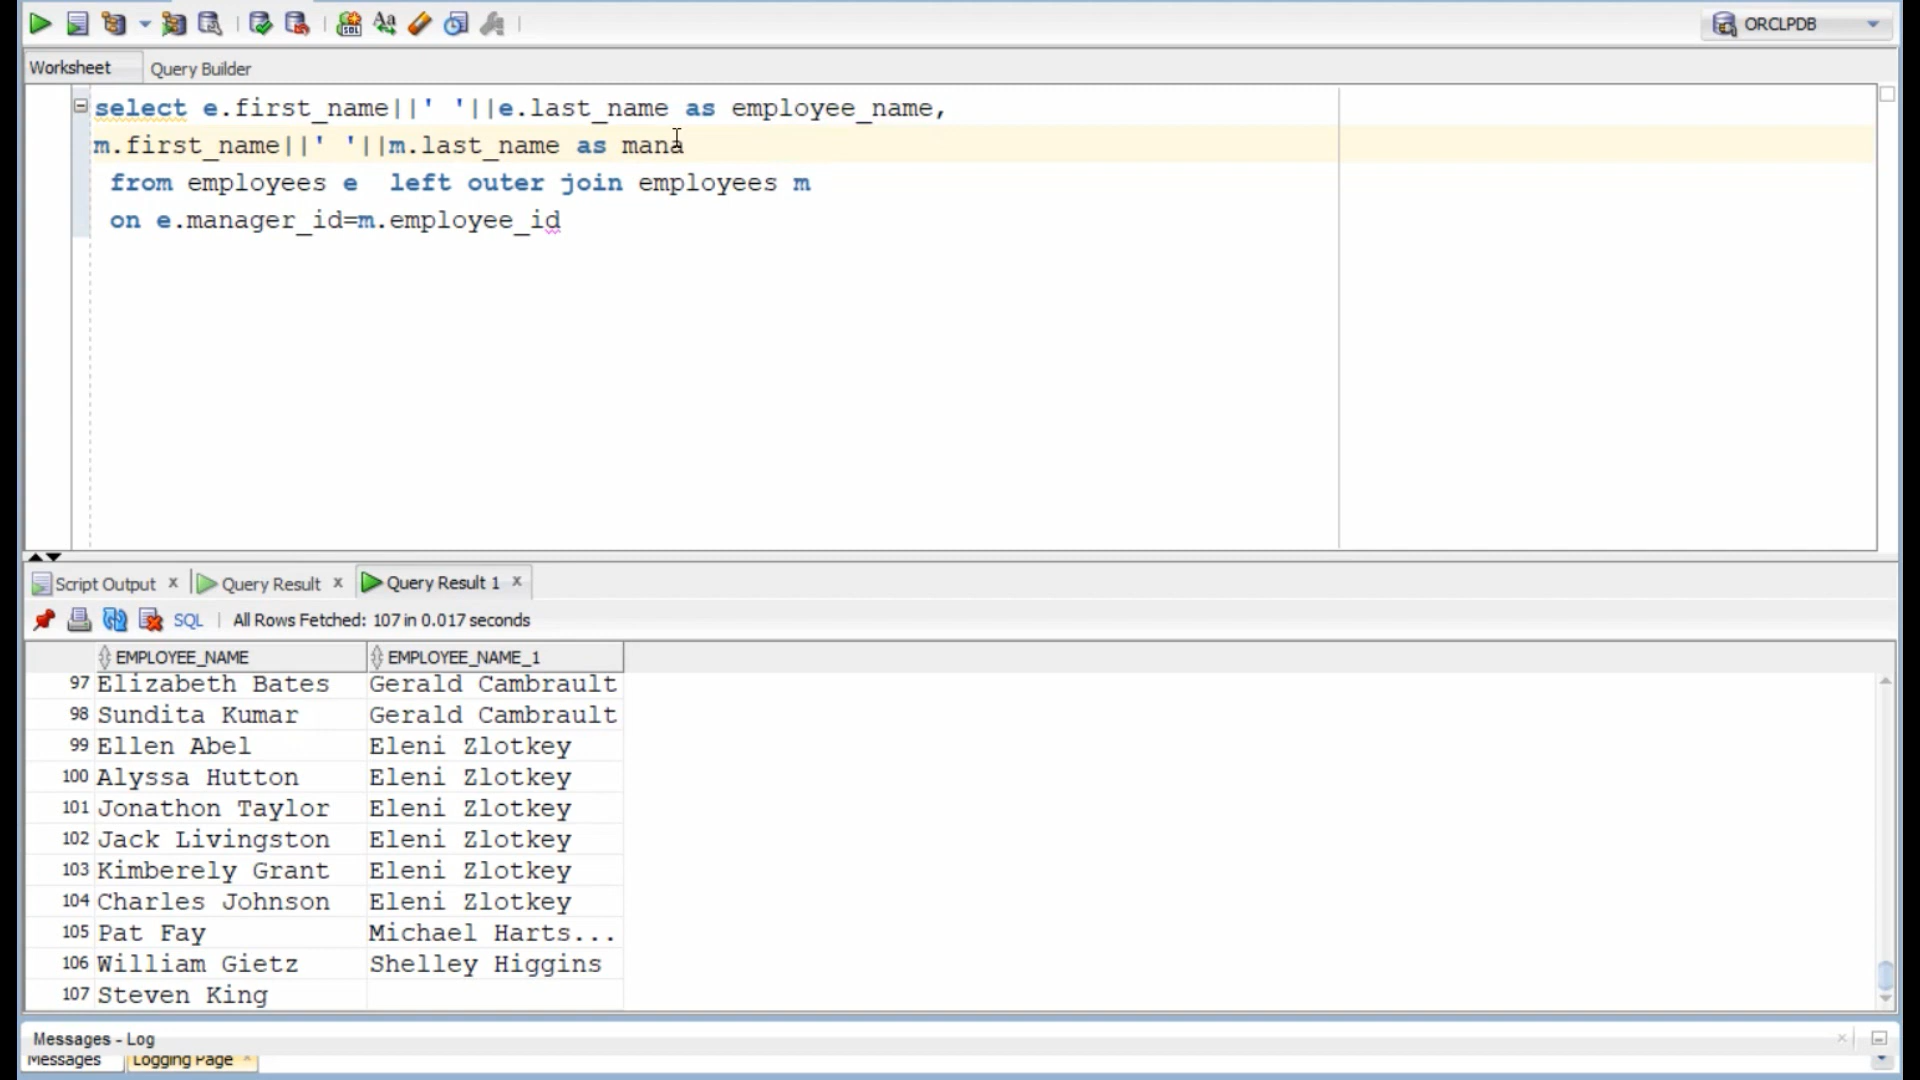 ORCLPDB
Worksheet Query Builder
select e.first_name||' '||e.last_name as employee_name,
m.first_name||' '||m.last_name as mana
from employees e left outer join employees m
on e.manager_id=m.employee_id
Script Output Query Result Query Result 1
SQL All Rows Fetched: 107 in 0.017 seconds
EMPLOYEE_NAME EMPLOYEE_NAME_1
97 Elizabeth Bates Gerald Cambrault
98 Sundita Kumar Gerald Cambrault
99 Ellen Abel Eleni Zlotkey
100 Alyssa Hutton Eleni Zlotkey
101 Jonathon Taylor Eleni Zlotkey
102 Jack Livingston Eleni Zlotkey
103 Kimberely Grant Eleni Zlotkey
104 Charles Johnson Eleni Zlotkey
105 Pat Fay Michael Harts...
106 William Gietz Shelley Higgins
107 Steven King
Messages - Log
Messages Logging Page